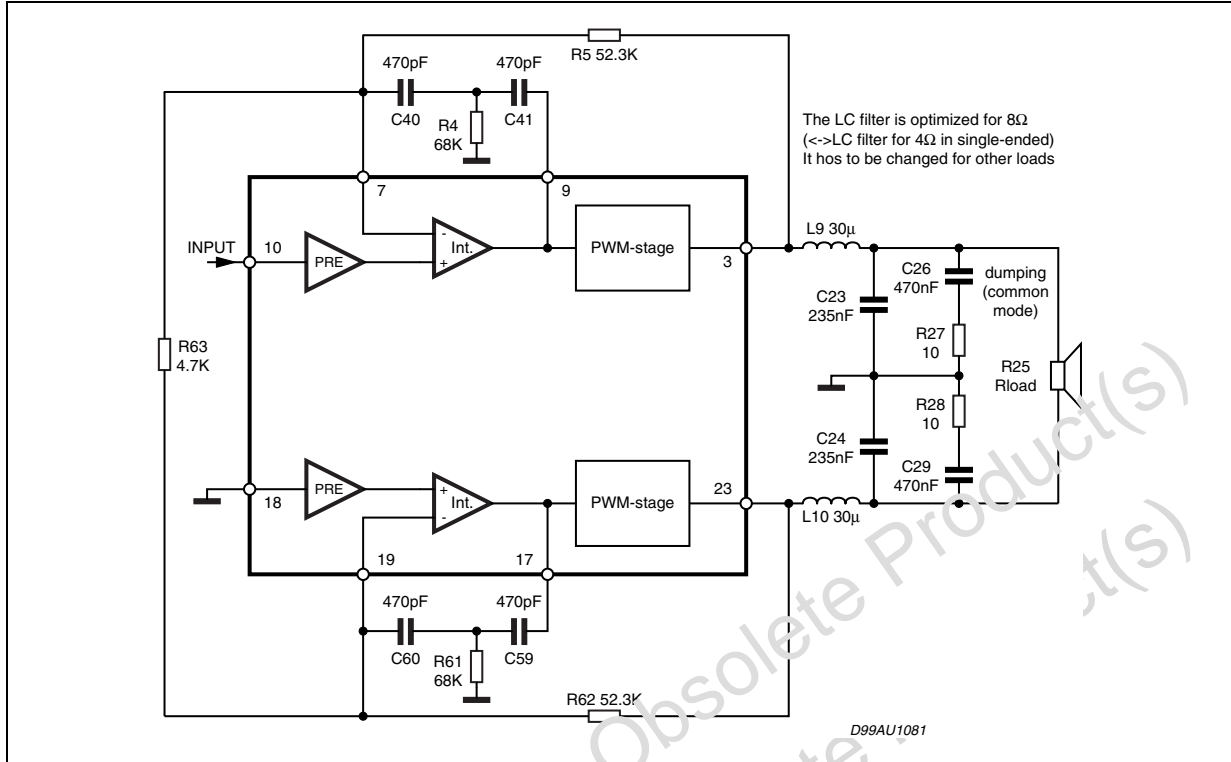 R5 52.3K
470pF
470pF
C40
R4
68K
C41
The LC filter is optimized for 8Ω
(<->LC filter for 4Ω in single-ended)
It hos to be changed for other loads
7
9
INPUT
10
PRE
-
+
Int.
PWM-stage
3
L9 30µ
C23
235nF
C26
470nF
dumping
(common
mode)
R27
10
R63
4.7K
R25
Rload
R28
10
C24
235nF
C29
470nF
18
PRE
+
-
Int.
PWM-stage
23
L10 30µ
19
17
470pF
470pF
C60
R61
68K
C59
R62 52.3K
D99AU1081
Obsolete Product(s)
Obsolete
ct(s)